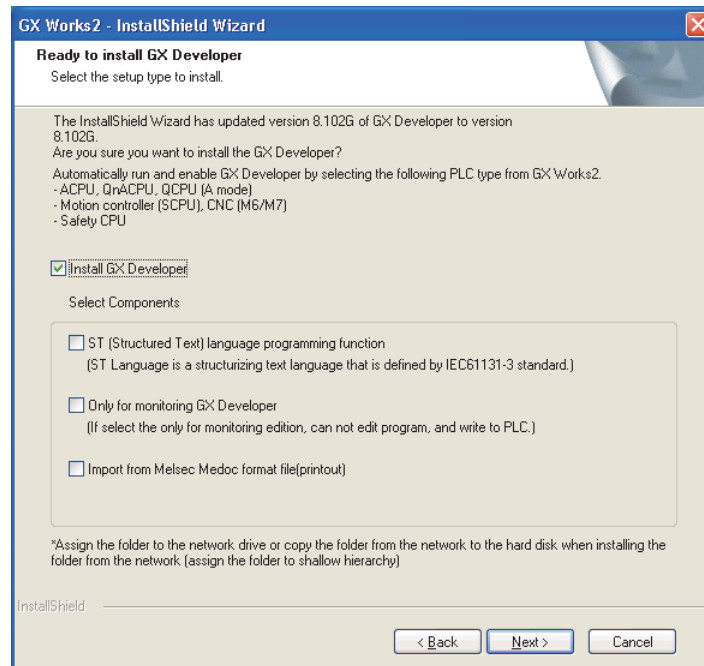 GX Works2 - InstallShield Wizard
Ready to install GX Developer
Select the setup type to install.
The InstallShield Wizard has updated version 8.102G of GX Developer to version
8.102G.
Are you sure you want to install the GX Developer?
Automatically run and enable GX Developer by selecting the following PLC type from GX Works2.
- ACPU, QnACPU, QCPU (A mode)
- Motion controller (SCPU), CNC (M6/M7)
- Safety CPU
Install GX Developer
Select Components
ST (Structured Text) language programming function
(ST Language is a structurizing text language that is defined by IEC61131-3 standard.)
Only for monitoring GX Developer
(If select the only for monitoring edition, can not edit program, and write to PLC.)
Import from Melsec Medoc format file(printout)
*Assign the folder to the network drive or copy the folder from the network to the hard disk when installing the
folder from the network (assign the folder to shallow hierarchy)
InstallShield
< Back Next > Cancel